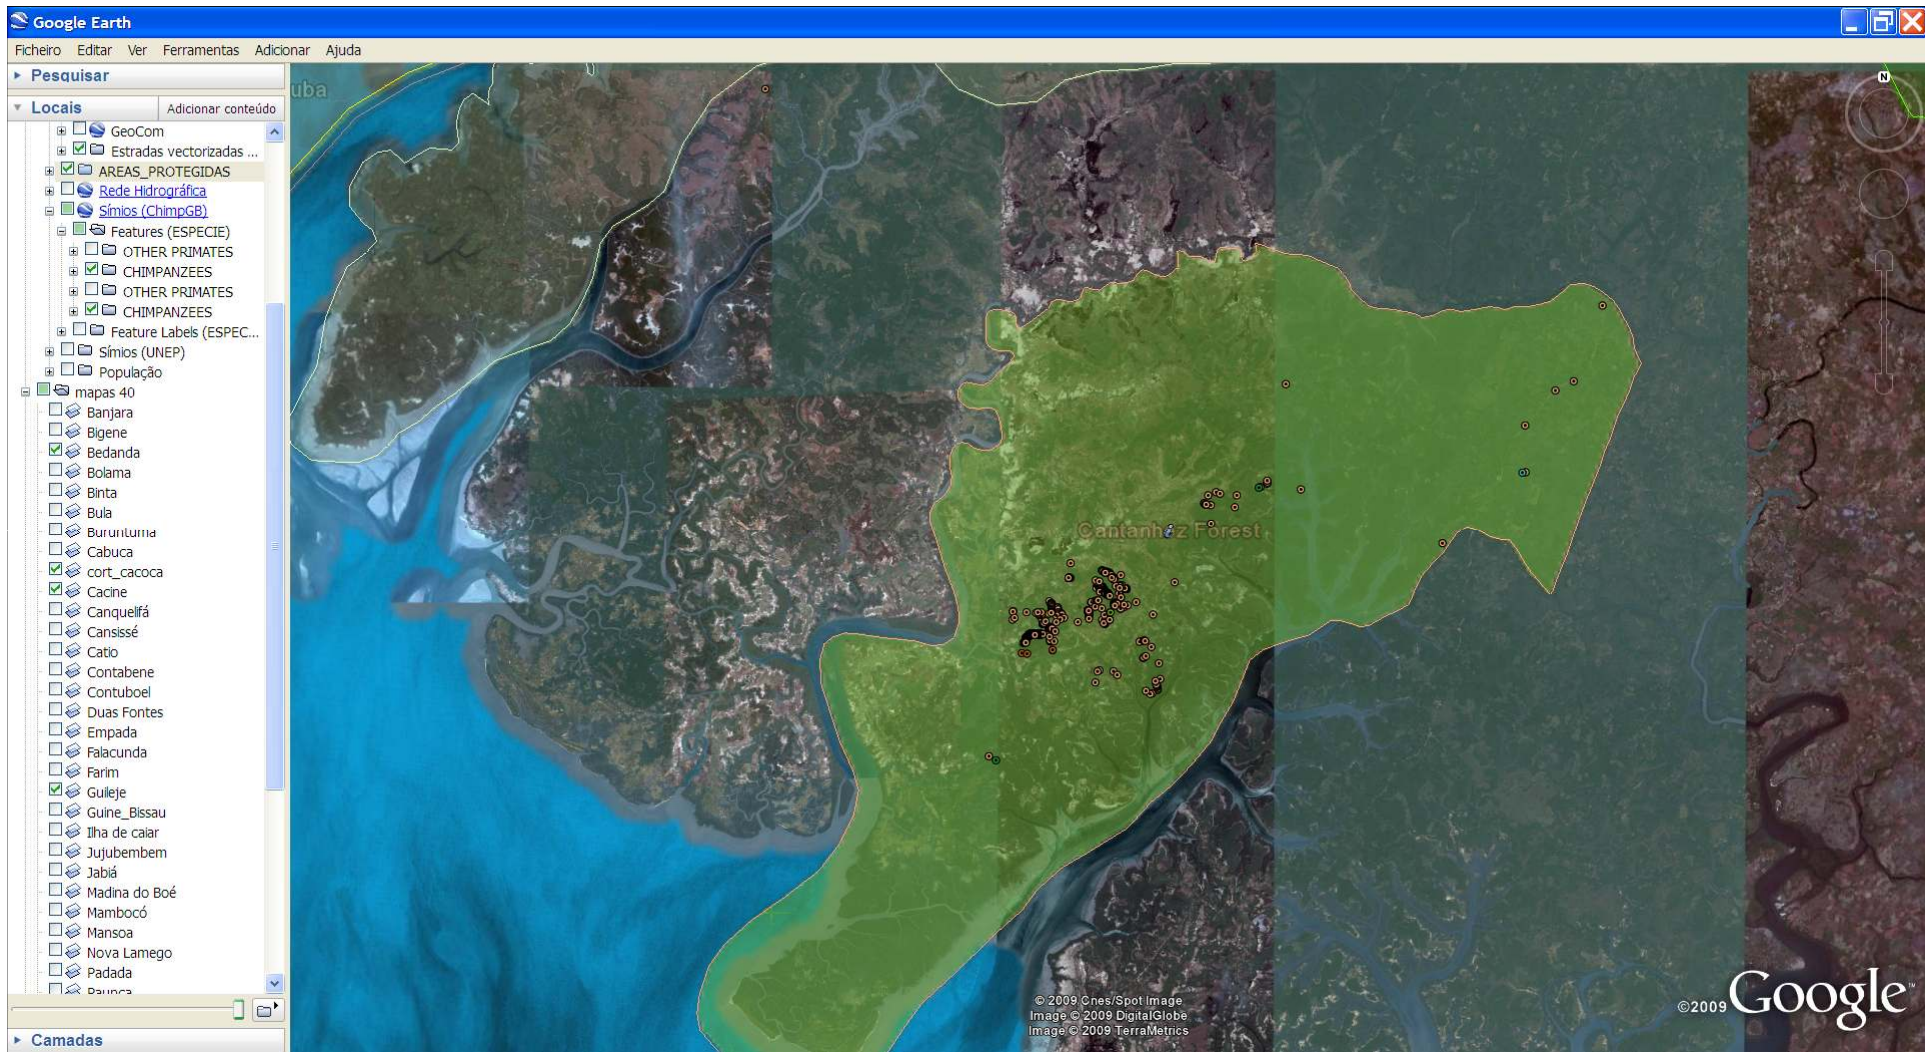 Google Earth
Ficheiro Editar Ver Ferramentas Adicionar Ajuda
Pesquisar
Locais
Adicionar conteúdo
GeoCom
Estradas vectorizadas ...
AREAS_PROTEGIDAS
Rede Hidrográfica
Símios (ChimpGB)
Features (ESPECIE)
OTHER PRIMATES
CHIMPANZEES
OTHER PRIMATES
CHIMPANZEES
Feature Labels (ESPEC...
Símios (UNEP)
População
mapas 40
Banjara
Bigene
Bedanda
Bolama
Binta
Bula
Buruntuma
Cabuca
cort_cacoca
Cacine
Canquelifá
Cansissé
Catio
Contabene
Contuboel
Duas Fontes
Empada
Falacunda
Farim
Guileje
Guine_Bissau
Ilha de caiar
Jujubembem
Jabiá
Madina do Boé
Mambocó
Mansoa
Nova Lamego
Padada
Paunca
Camadas
uba
N
Cantanhez Forest
© 2009 Cnes/Spot Image
Image © 2009 DigitalGlobe
Image © 2009 TerraMetrics
©2009 Google™